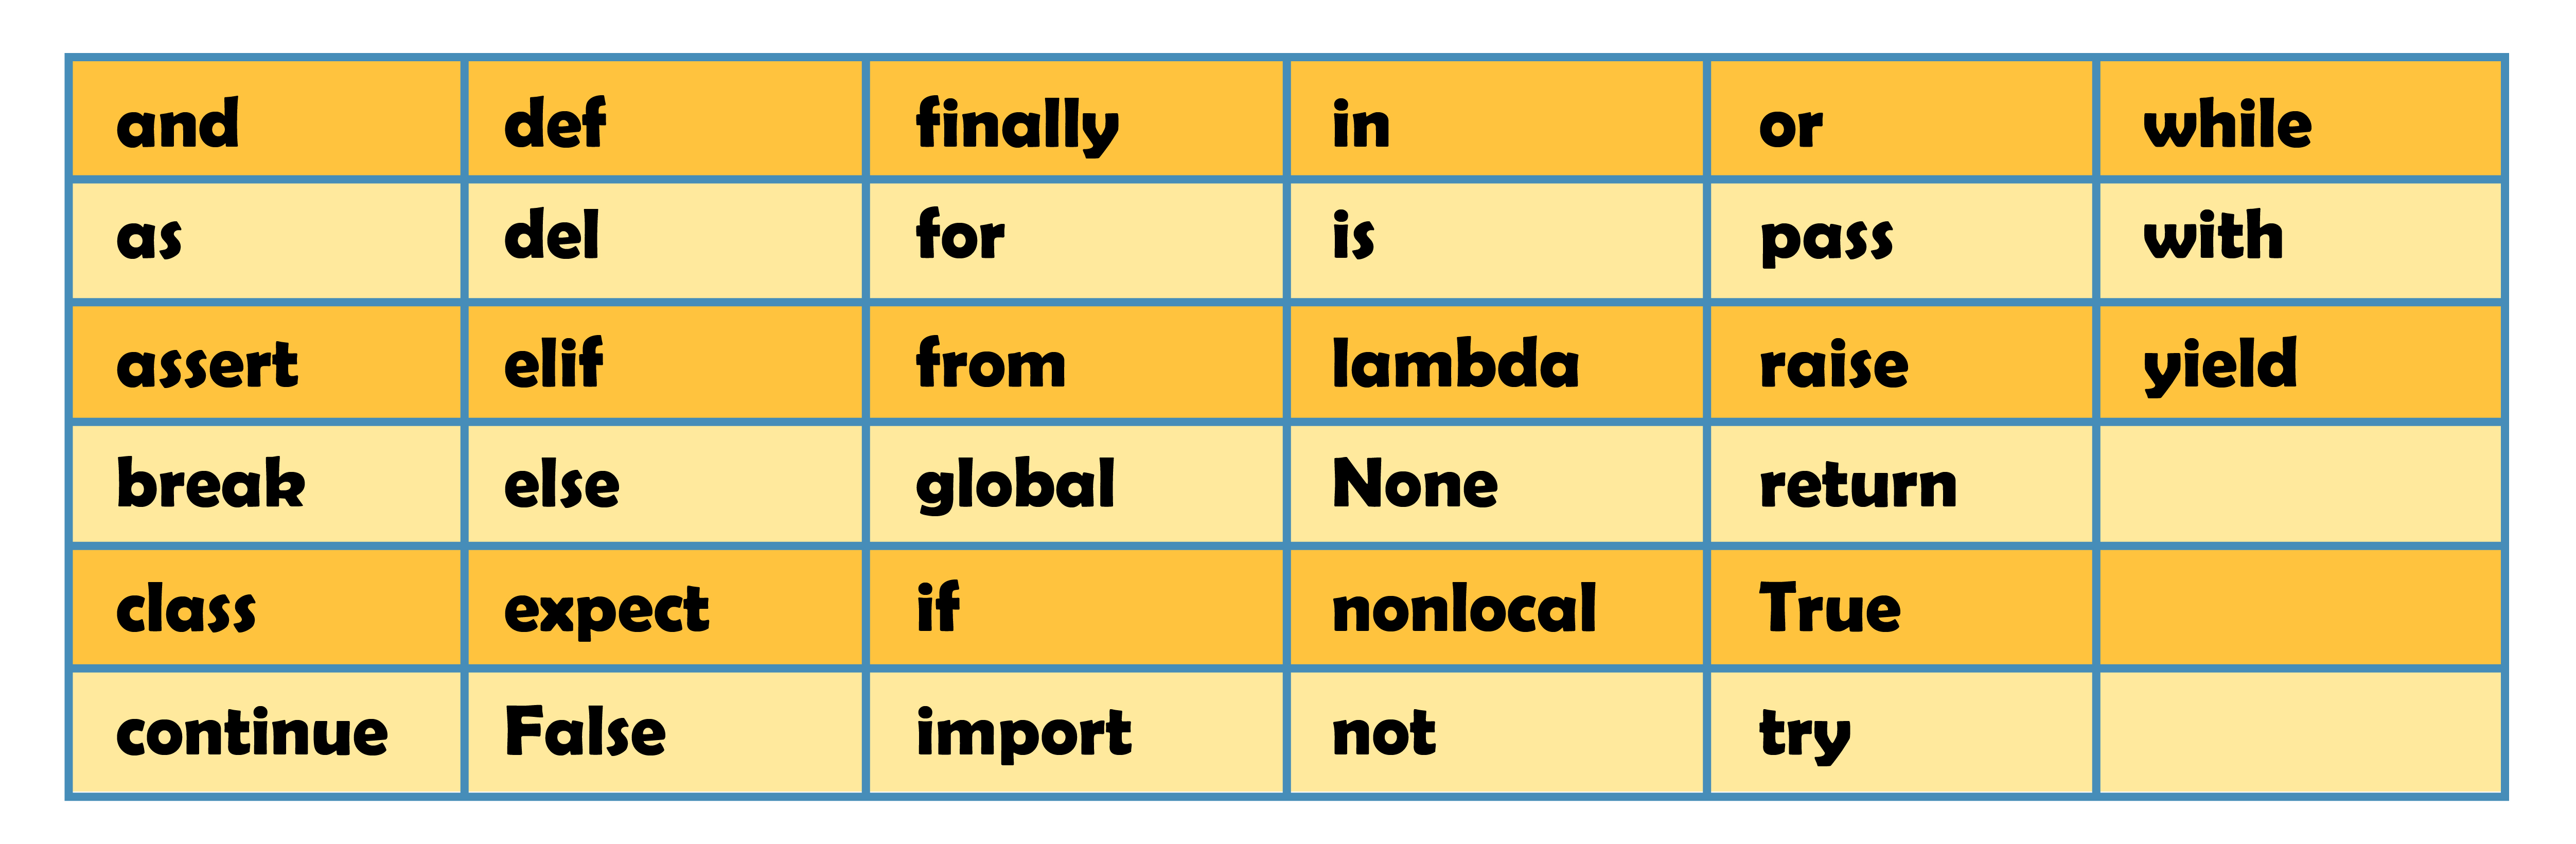 and def finally in or while
as del for is pass with
assert elif from lambda raise yield
break else global None return
class expect if nonlocal True
continue False import not try